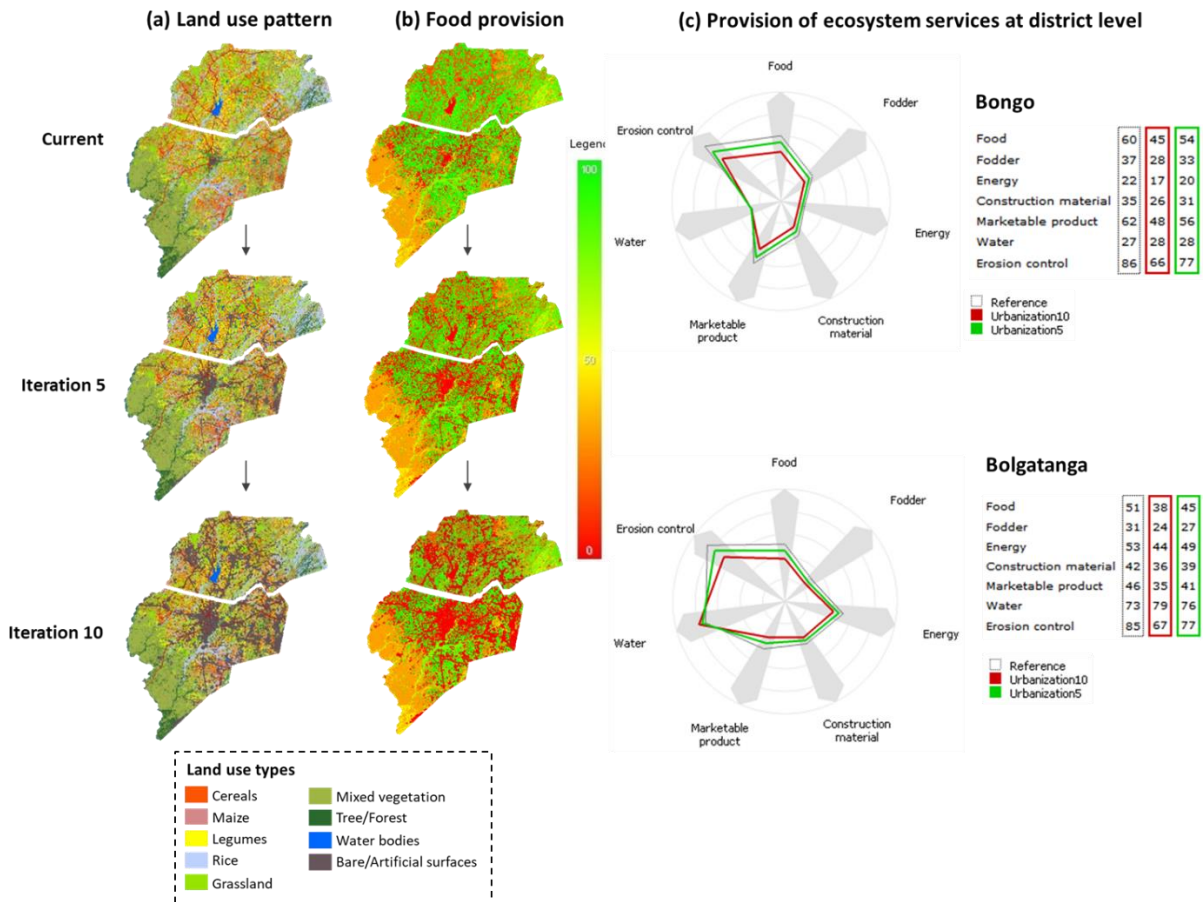 (a) Land use pattern
(b) Food provision
(c) Provision of ecosystem services at district level
Current
Iteration 5
Iteration 10
Legend
100
50
0
Food
Fodder
Energy
Construction
material
Marketable
product
Water
Erosion control
Bongo
Food 60 45 54
Fodder 37 28 33
Energy 22 17 20
Construction material 35 26 31
Marketable product 62 48 56
Water 27 28 28
Erosion control 86 66 77
Reference
Urbanization10
Urbanization5
Food
Fodder
Energy
Construction
material
Marketable
product
Water
Erosion control
Bolgatanga
Food 51 38 45
Fodder 31 24 27
Energy 53 44 49
Construction material 42 36 39
Marketable product 46 35 41
Water 73 79 76
Erosion control 85 67 77
Reference
Urbanization10
Urbanization5
Land use types
Cereals
Maize
Legumes
Rice
Grassland
Mixed vegetation
Tree/Forest
Water bodies
Bare/Artificial surfaces